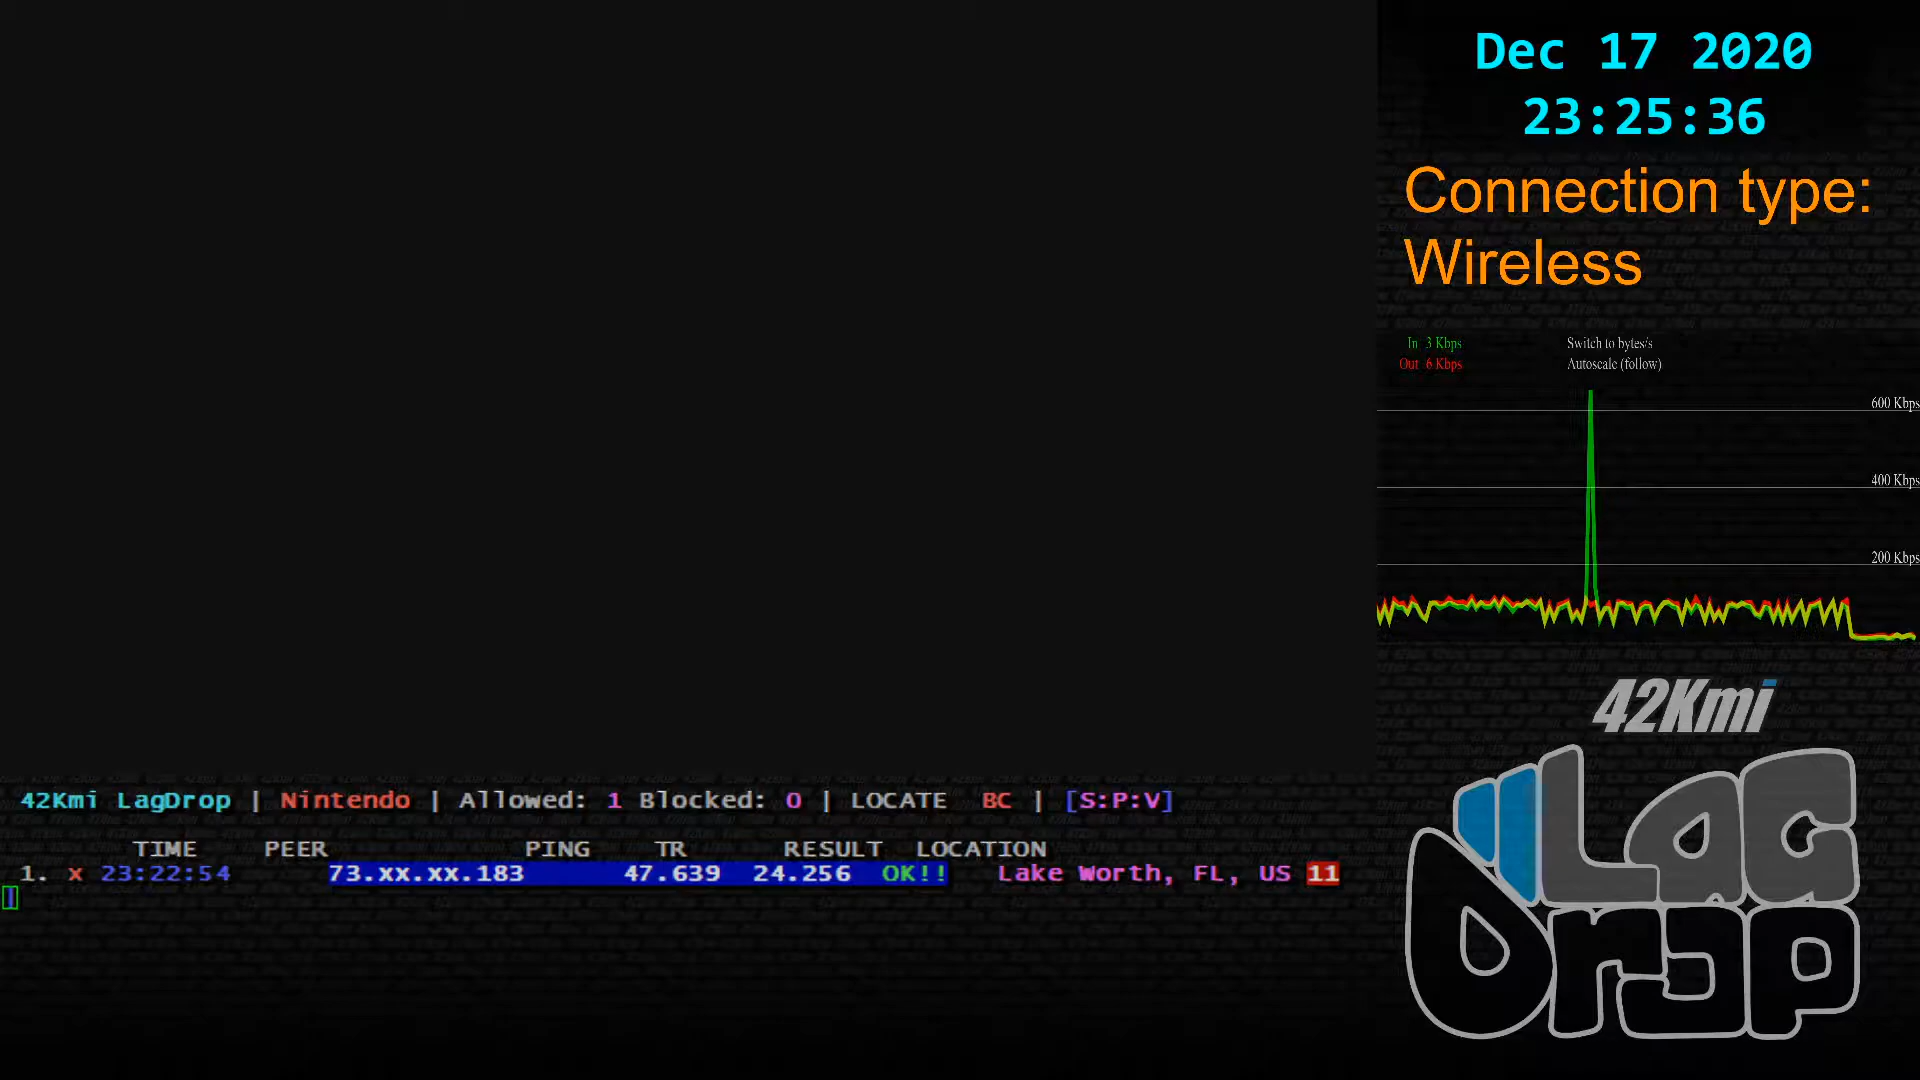 Dec 17 2020
23:25:36
Connection type:
Wireless
In 3 Kbps
Out 6 Kbps
Switch to bytes/s
Autoscale (follow)
600 Kbps
400 Kbps
200 Kbps
42Kmi
LagDrop
42Kmi LagDrop | Nintendo | Allowed: 1 Blocked: 0 | LOCATE BC | [S:P:V]
TIME PEER PING TR RESULT LOCATION
1. x 23:22:54 73.xx.xx.183 47.639 24.256 OK!! Lake Worth, FL, US 11